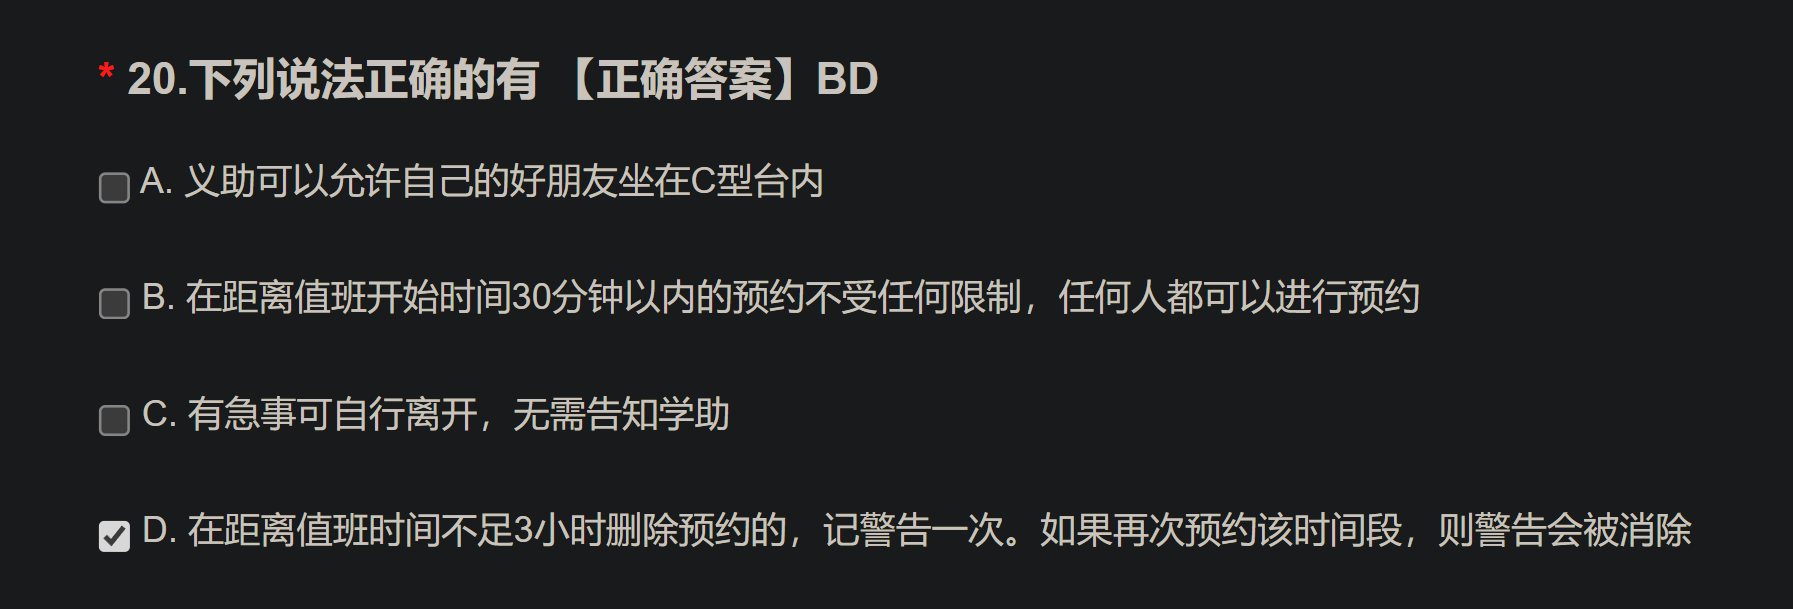 * 20.下列说法正确的有 【正确答案】BD
A. 义助可以允许自己的好朋友坐在C型台内
B. 在距离值班开始时间30分钟以内的预约不受任何限制，任何人都可以进行预约
C. 有急事可自行离开，无需告知学助
D. 在距离值班时间不足3小时删除预约的，记警告一次。如果再次预约该时间段，则警告会被消除